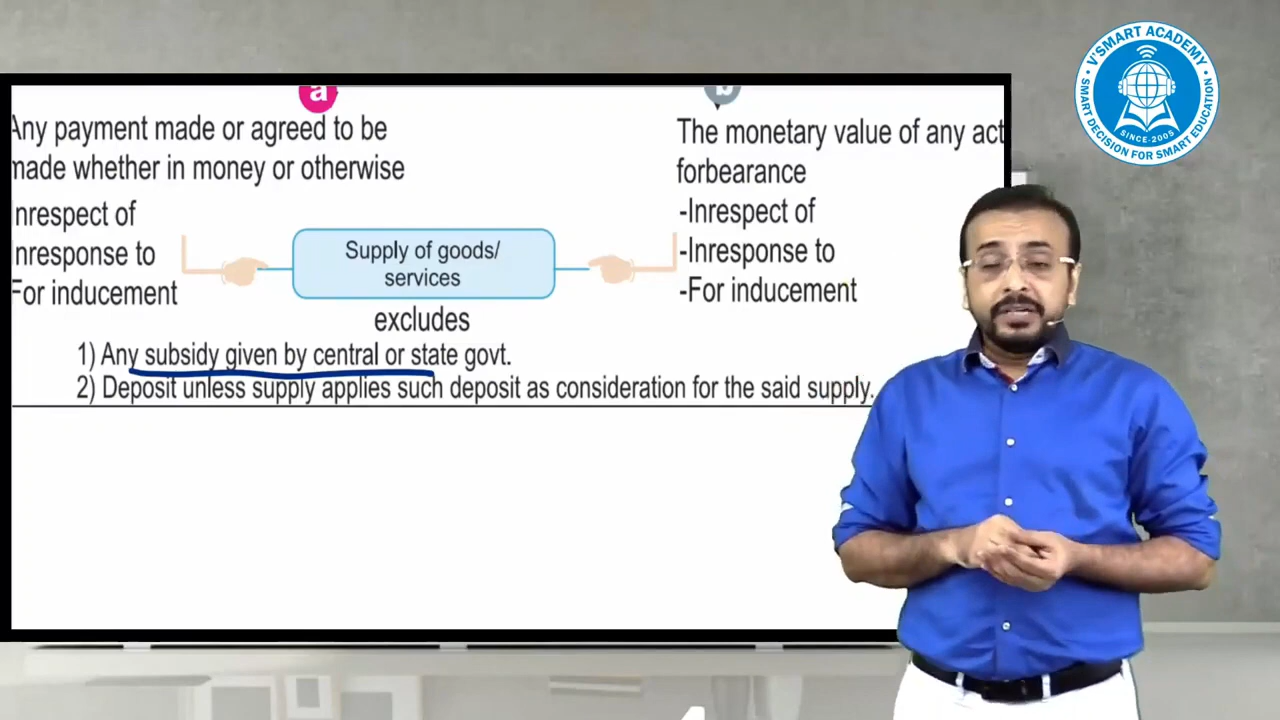 a
Any payment made or agreed to be
made whether in money or otherwise
nrespect of
nresponse to
For inducement
Supply of goods/
services
b
The monetary value of any act
forbearance
-Inrespect of
-Inresponse to
-For inducement
excludes
1) Any subsidy given by central or state govt.
2) Deposit unless supply applies such deposit as consideration for the said supply.
V'SMART ACADEMY
SINCE-2005
SMART DECISION FOR SMART EDUCATION